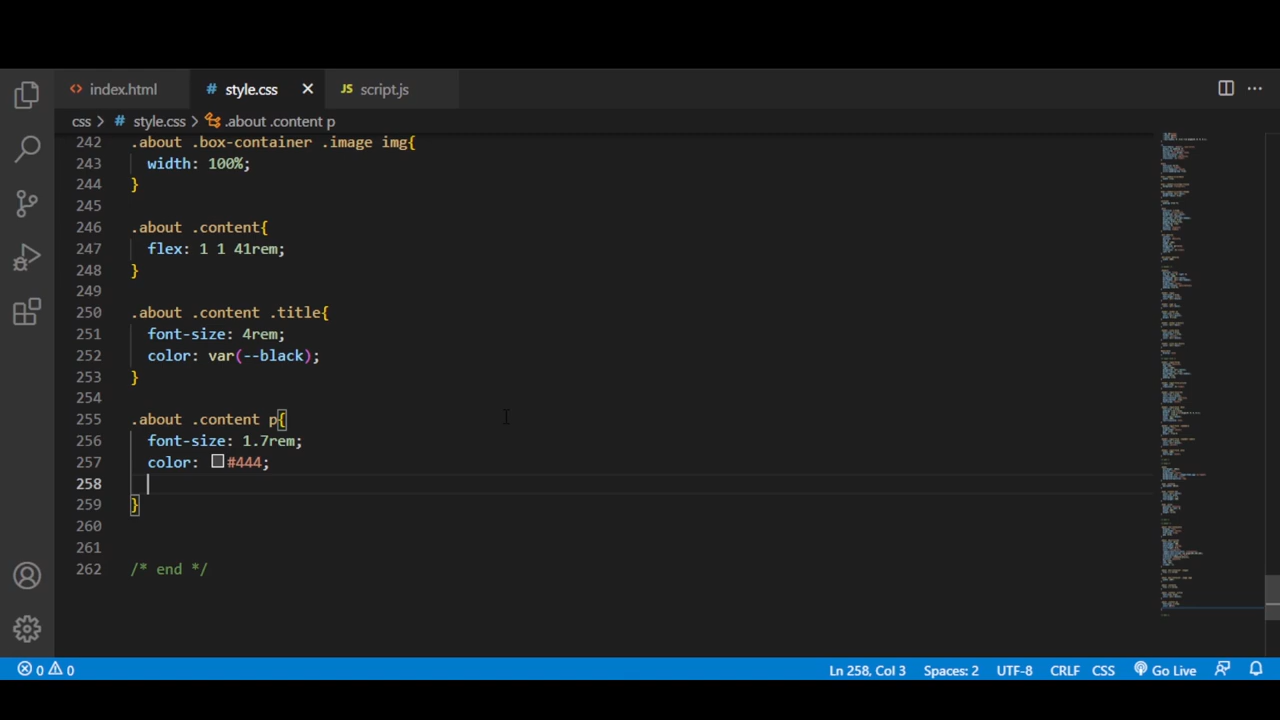 index.html
style.css
JS script.js
css > # style.css > .about .content p
242 .about .box-container .image img{
243 width: 100%;
244 }
245
246 .about .content{
247 flex: 1 1 41rem;
248 }
249
250 .about .content .title{
251 font-size: 4rem;
252 color: var(--black);
253 }
254
255 .about .content p{
256 font-size: 1.7rem;
257 color: #444;
258
259 }
260
261
262 /* end */
0 0 Ln 258, Col 3 Spaces: 2 UTF-8 CRLF CSS Go Live